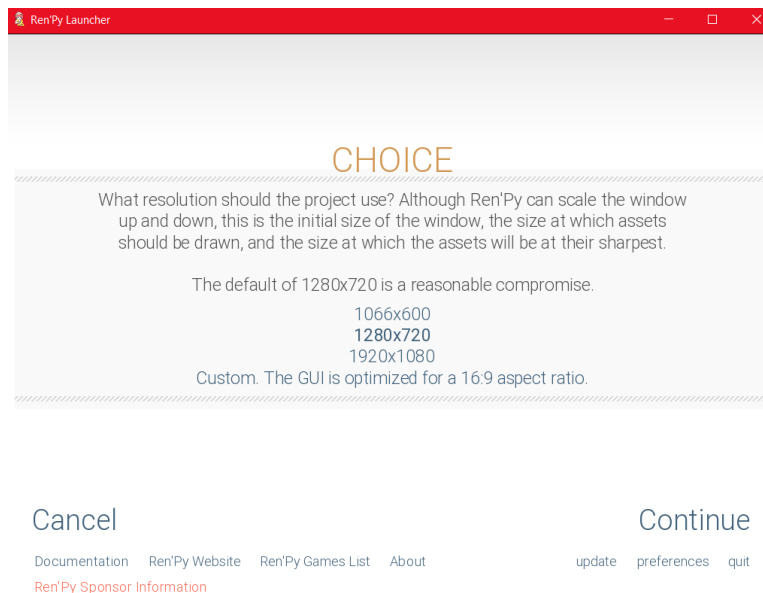 Ren'Py Launcher
CHOICE
What resolution should the project use? Although Ren'Py can scale the window
up and down, this is the initial size of the window, the size at which assets
should be drawn, and the size at which the assets will be at their sharpest.
The default of 1280x720 is a reasonable compromise.
1066x600
1280x720
1920x1080
Custom. The GUI is optimized for a 16:9 aspect ratio.
Cancel Continue
Documentation Ren'Py Website Ren'Py Games List About update preferences quit
Ren'Py Sponsor Information